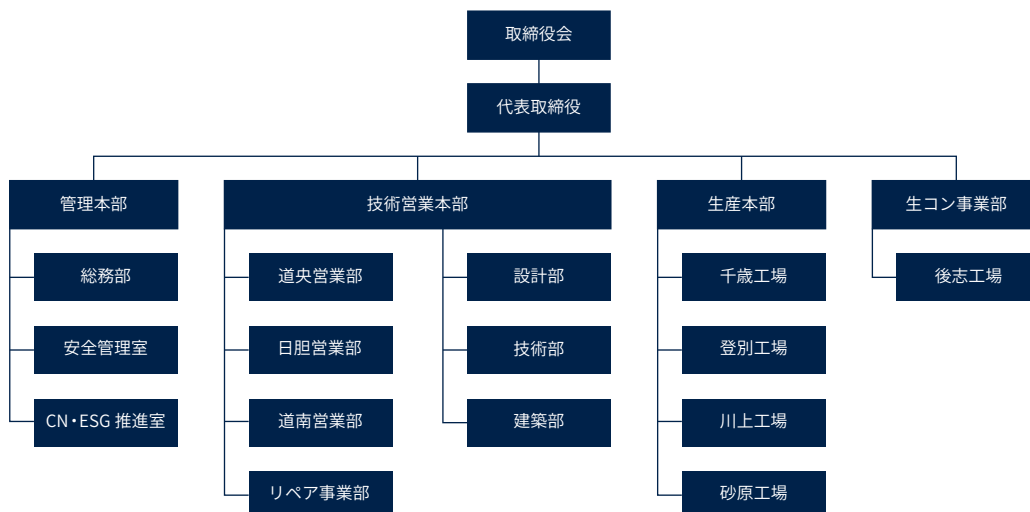 取締役会
代表取締役
管理本部
技術営業本部
生産本部
生コン事業部
総務部
道央営業部
設計部
千歳工場
後志工場
安全管理室
日胆営業部
技術部
登別工場
CN・ESG 推進室
道南営業部
建築部
川上工場
リペア事業部
砂原工場